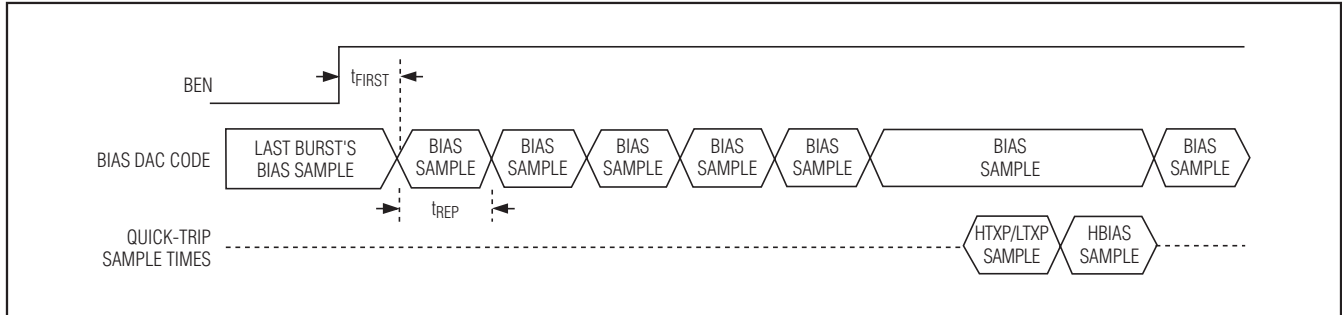 BEN
tFIRST
BIAS DAC CODE
LAST BURST'S
BIAS SAMPLE
BIAS
SAMPLE
BIAS
SAMPLE
BIAS
SAMPLE
BIAS
SAMPLE
BIAS
SAMPLE
BIAS
SAMPLE
BIAS
SAMPLE
tREP
QUICK-TRIP
SAMPLE TIMES
HTXP/LTXP
SAMPLE
HBIAS
SAMPLE